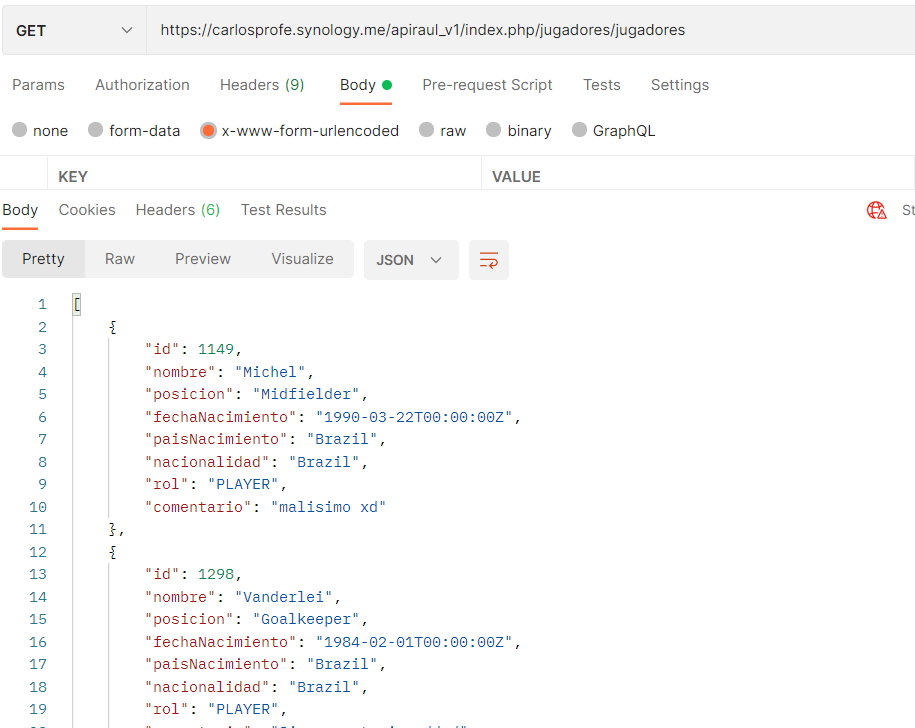 GET https://carlosprofe.synology.me/apiraul_v1/index.php/jugadores/jugadores
Params Authorization Headers (9) Body Pre-request Script Tests Settings
none form-data x-www-form-urlencoded raw binary GraphQL
KEY VALUE
Body Cookies Headers (6) Test Results St
Pretty Raw Preview Visualize JSON
1 [
2 {
3 "id": 1149,
4 "nombre": "Michel",
5 "posicion": "Midfielder",
6 "fechaNacimiento": "1990-03-22T00:00:00Z",
7 "paisNacimiento": "Brazil",
8 "nacionalidad": "Brazil",
9 "rol": "PLAYER",
10 "comentario": "malisimo xd"
11 },
12 {
13 "id": 1298,
14 "nombre": "Vanderlei",
15 "posicion": "Goalkeeper",
16 "fechaNacimiento": "1984-02-01T00:00:00Z",
17 "paisNacimiento": "Brazil",
18 "nacionalidad": "Brazil",
19 "rol": "PLAYER",